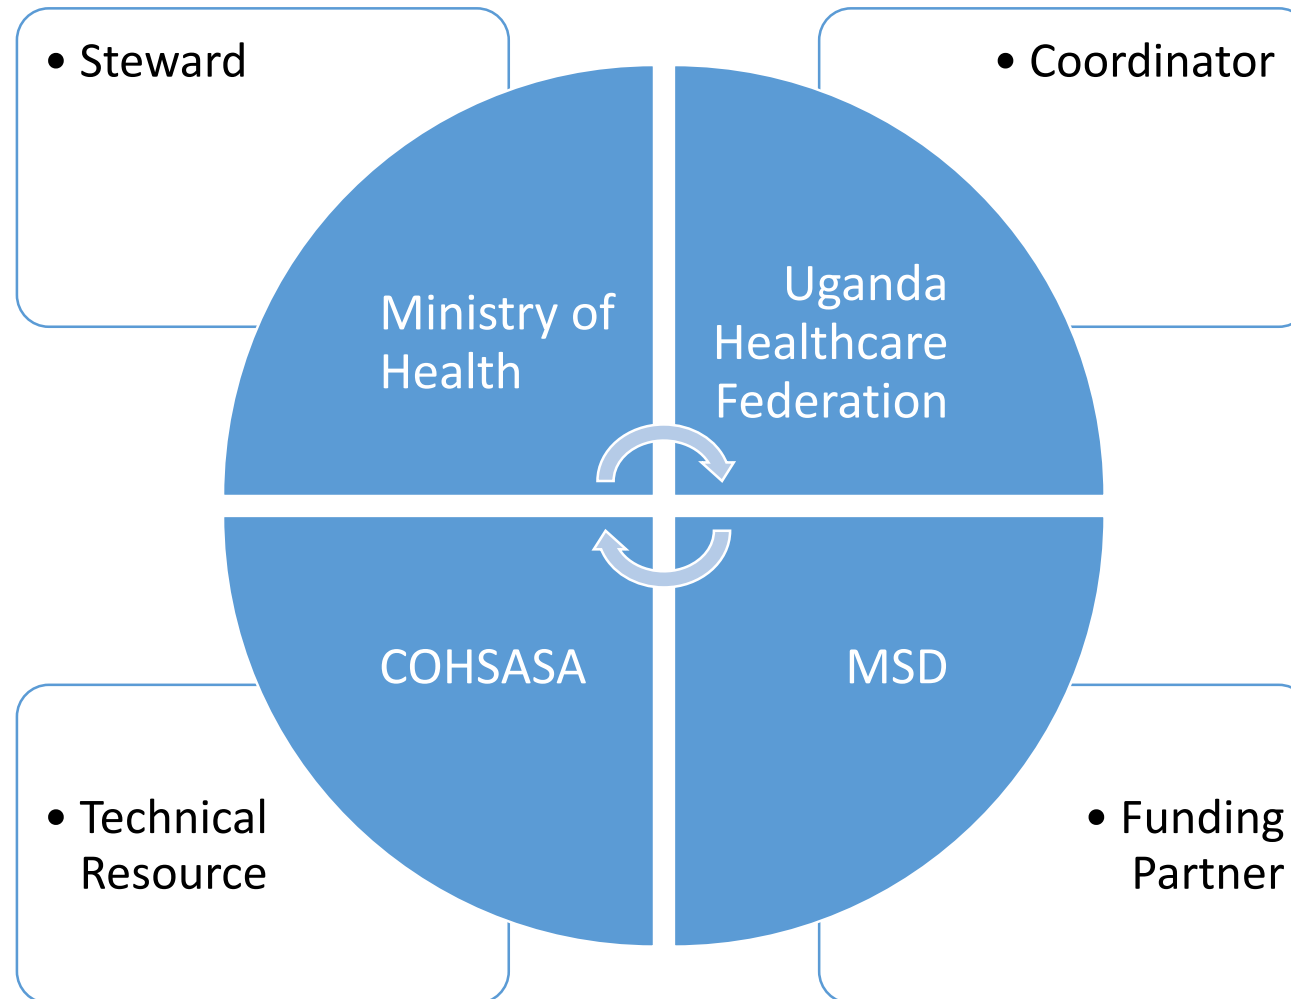 • Steward
• Coordinator
Ministry of
Health
Uganda
Healthcare
Federation
COHSASA
MSD
• Technical
Resource
• Funding
Partner